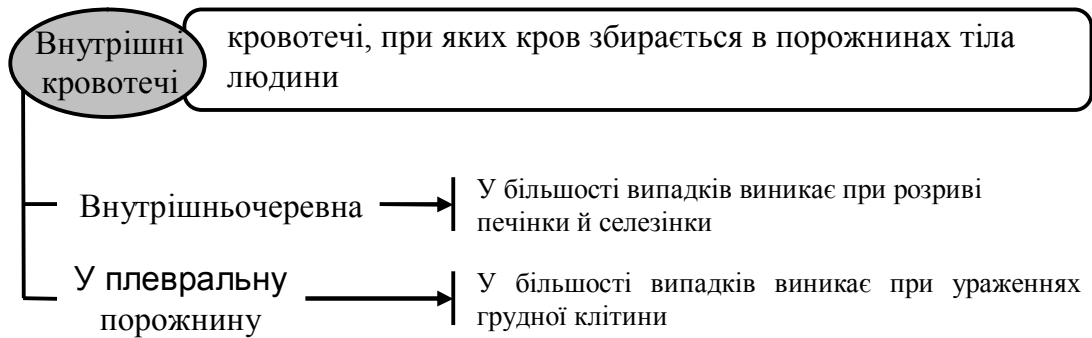 Внутрішні
кровотечі
кровотечі, при яких кров збирається в порожнинах тіла
людини
Внутрішньочеревна
У більшості випадків виникає при розриві
печінки й селезінки
У плевральну
порожнину
У більшості випадків виникає при ураженнях
грудної клітини